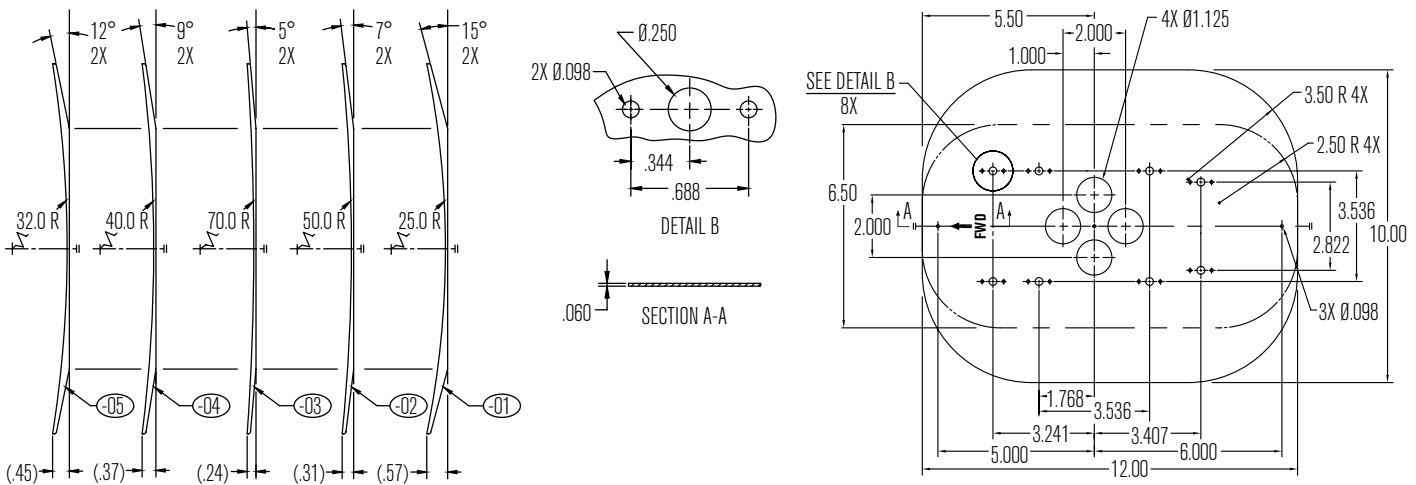 12°
2X
9°
2X
5°
2X
7°
2X
15°
2X
32.0 R
40.0 R
70.0 R
50.0 R
25.0 R
-05
-04
-03
-02
-01
(.45)
(.37)
(.24)
(.31)
(.57)
Ø.250
2X Ø.098
.344
.688
DETAIL B
.060
SECTION A-A
5.50
4X Ø1.125
2.000
1.000
SEE DETAIL B
8X
3.50 R 4X
2.50 R 4X
6.50
2.000
A
FWD
A
3.536
2.822
10.00
3X Ø.098
1.768
3.536
3.241
3.407
5.000
6.000
12.00